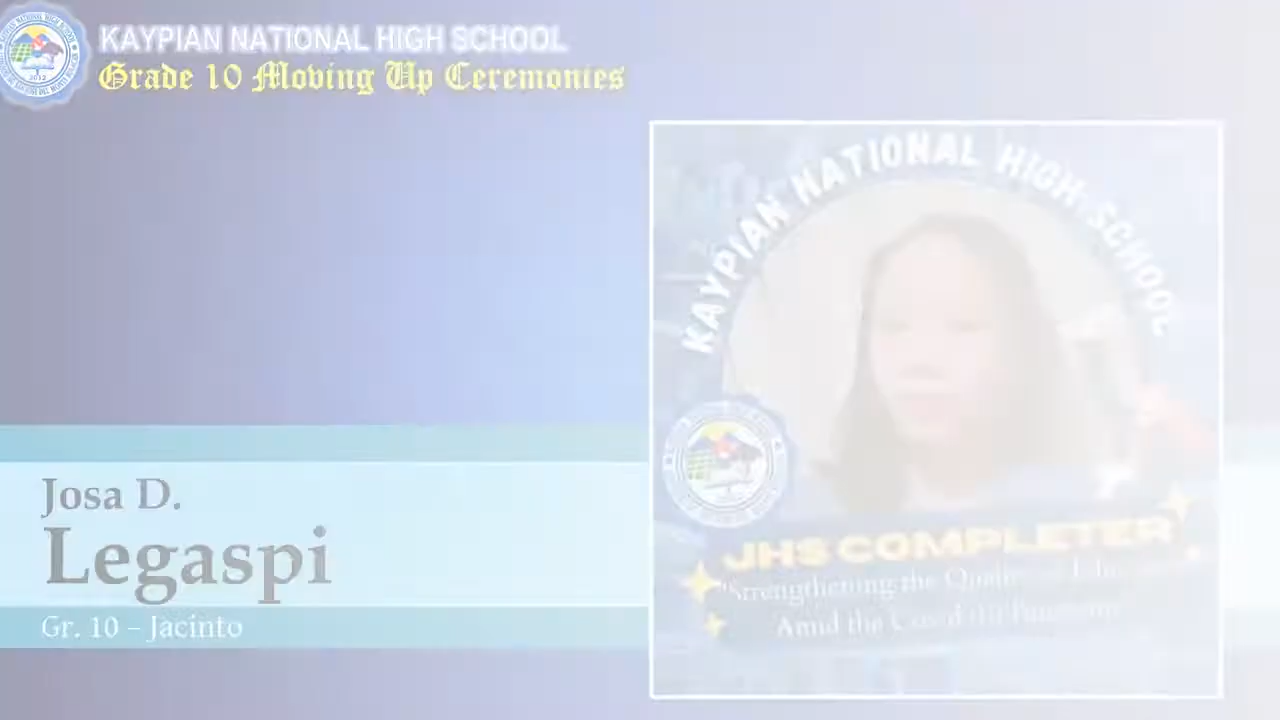 KAYPIAN NATIONAL HIGH SCHOOL
Grade 10 Moving Up Ceremonies
KAYPIAN NATIONAL HIGH SCHOOL
Josa D.
Legaspi
Gr. 10 – Jacinto
JHS COMPLETER
Strengthening the
Amid the